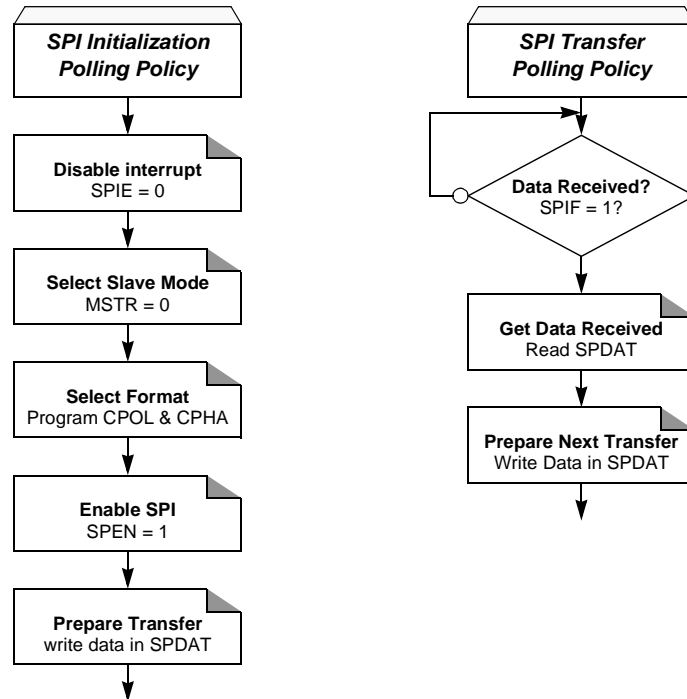 SPI Initialization
Polling Policy
Disable interrupt
SPIE = 0
Select Slave Mode
MSTR = 0
Select Format
Program CPOL & CPHA
Enable SPI
SPEN = 1
Prepare Transfer
write data in SPDAT
SPI Transfer
Polling Policy
Data Received?
SPIF = 1?
Get Data Received
Read SPDAT
Prepare Next Transfer
Write Data in SPDAT